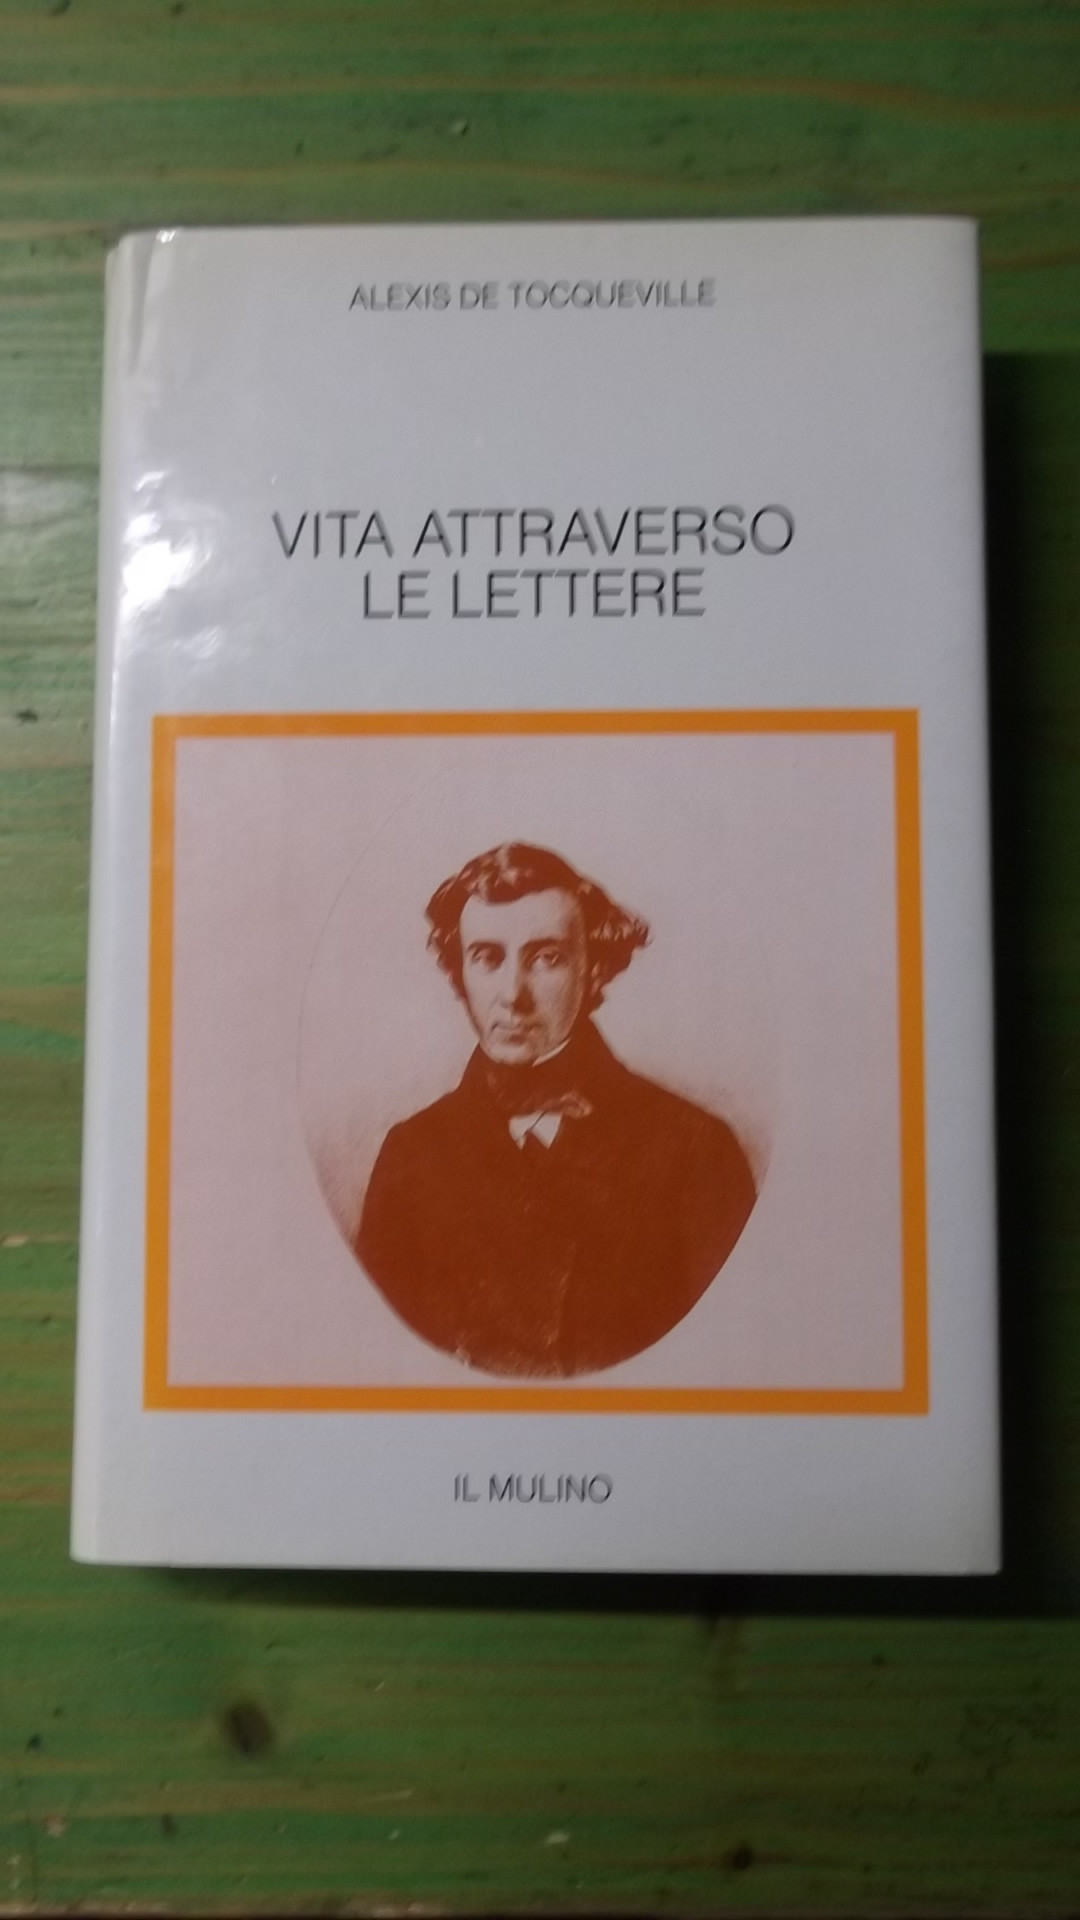 ALEXIS DE TOCQUEVILLE
VITA ATTRAVERSO
LE LETTERE
IL MULINO